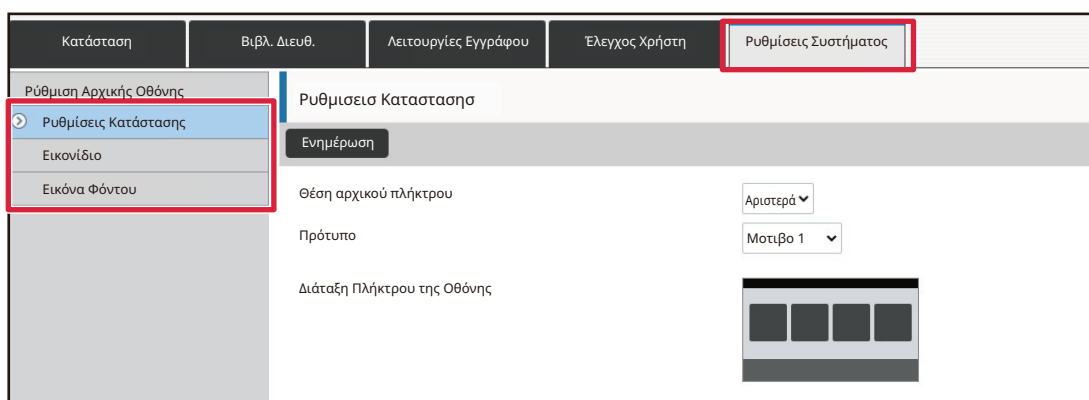 Κατάσταση
Βιβλ. Διευθ.
Λειτουργίες Εγγράφου
Έλεγχος Χρήστη
Ρυθμίσεις Συστήματος
Ρύθμιση Αρχικής Οθόνης
Ρυθμίσεις Κατάστασης
Εικονίδιο
Εικόνα Φόντου
Ρυθμισεισ Καταστασησ
Ενημέρωση
Θέση αρχικού πλήκτρου
Αριστερά
Πρότυπο
Μοτιβο 1
Διάταξη Πλήκτρου της Οθόνης